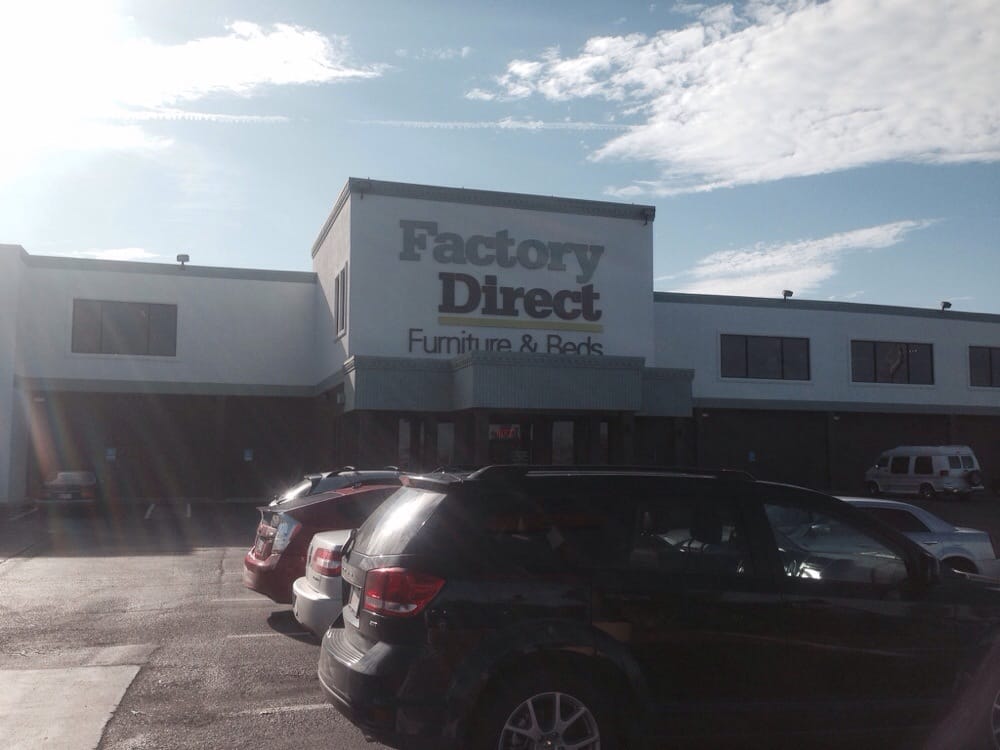 Factory
Direct
Furniture & Beds